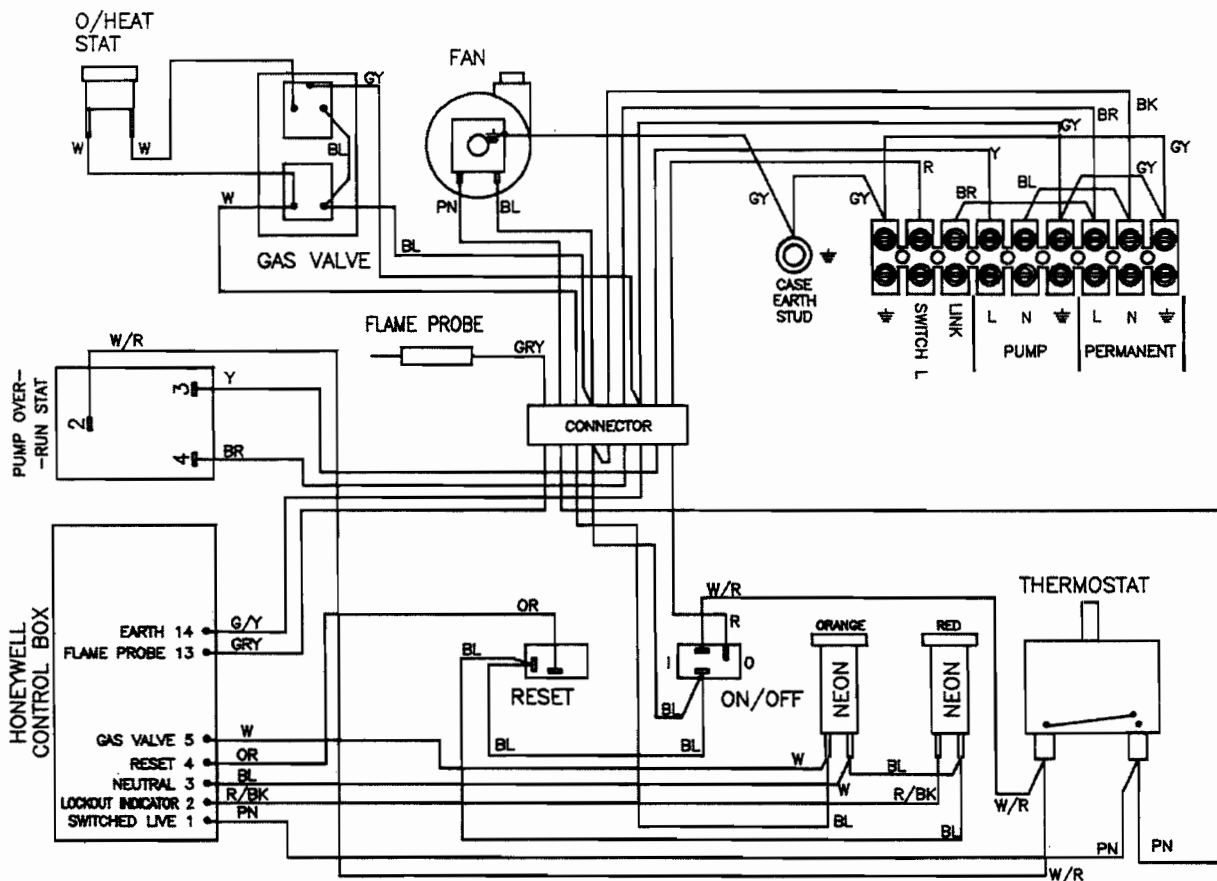 O/HEAT
STAT
FAN
GY
BK
BR
GY
GY
W
W
BL
Y
R
W
PN
BL
GY
GY
GY
BR
BL
GY
GAS VALVE
BL
CASE
EARTH
STUD
SWITCH L
LINK
L
N
L
N
PUMP
PERMANENT
FLAME PROBE
GRY
W/R
PUMP OVER-
-RUN STAT
2
3
Y
4
BR
CONNECTOR
HONEYWELL
CONTROL BOX
EARTH 14
G/Y
FLAME PROBE 13
GRY
GAS VALVE 5
W
RESET 4
OR
NEUTRAL 3
BL
LOCKOUT INDICATOR 2
R/BK
SWITCHED LIVE 1
PN
OR
BL
RESET
BL
W/R
R
I
O
ON/OFF
BL
BL
ORANGE
NEON
RED
NEON
W
W
BL
R/BK
BL
BL
THERMOSTAT
W/R
PN
PN
W/R